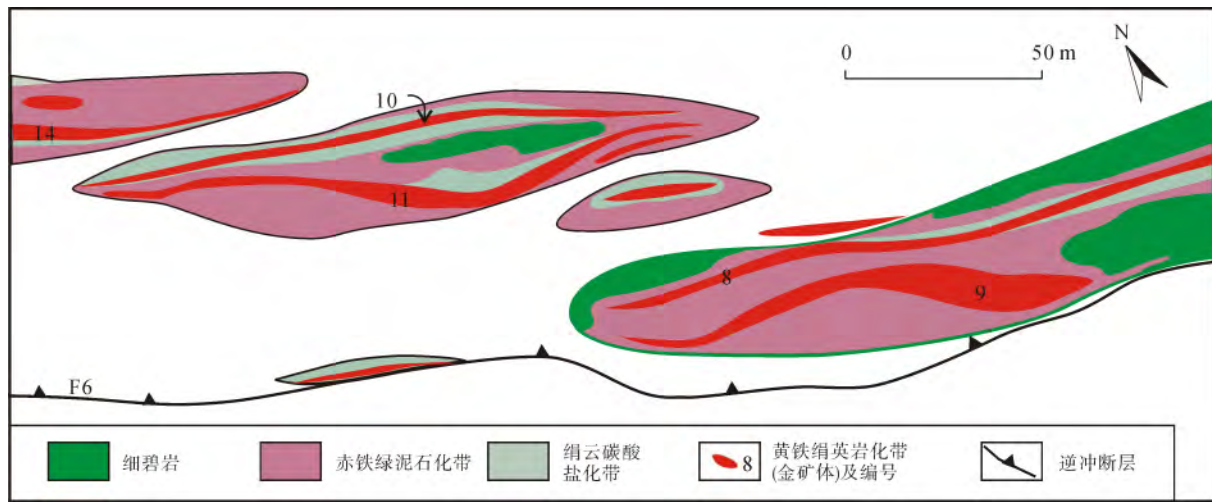 N
0 50 m
10
14
11
8
9
F6
细碧岩
赤铁绿泥石化带
绢云碳酸
盐化带
8
黄铁绢英岩化带
(金矿体)及编号
逆冲断层